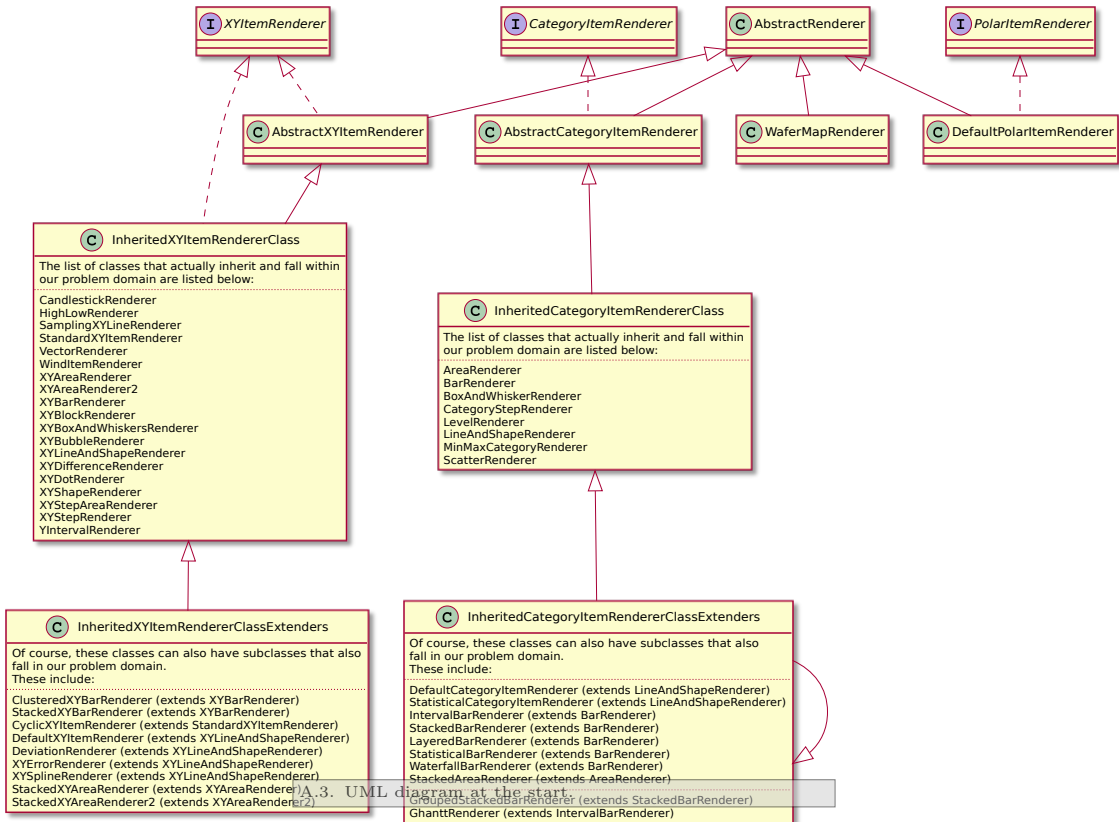 I XYItemRenderer
I CategoryItemRenderer
C AbstractRenderer
I PolarItemRenderer
C AbstractXYItemRenderer
C AbstractCategoryItemRenderer
C WaferMapRenderer
C DefaultPolarItemRenderer
C InheritedXYItemRendererClass
The list of classes that actually inherit and fall within
our problem domain are listed below:
CandlestickRenderer
HighLowRenderer
SamplingXYLineRenderer
StandardXYItemRenderer
VectorRenderer
WindItemRenderer
XYAreaRenderer
XYAreaRenderer2
XYBarRenderer
XYBlockRenderer
XYBoxAndWhiskersRenderer
XYBubbleRenderer
XYLineAndShapeRenderer
XYDifferenceRenderer
XYDotRenderer
XYShapeRenderer
XYStepAreaRenderer
XYStepRenderer
YIntervalRenderer
C InheritedCategoryItemRendererClass
The list of classes that actually inherit and fall within
our problem domain are listed below:
AreaRenderer
BarRenderer
BoxAndWhiskerRenderer
CategoryStepRenderer
LevelRenderer
LineAndShapeRenderer
MinMaxCategoryRenderer
ScatterRenderer
C InheritedXYItemRendererClassExtenders
Of course, these classes can also have subclasses that also
fall in our problem domain.
These include:
ClusteredXYBarRenderer (extends XYBarRenderer)
StackedXYBarRenderer (extends XYBarRenderer)
CyclicXYItemRenderer (extends StandardXYItemRenderer)
DefaultXYItemRenderer (extends XYLineAndShapeRenderer)
DeviationRenderer (extends XYLineAndShapeRenderer)
XYErrorRenderer (extends XYLineAndShapeRenderer)
XYSplineRenderer (extends XYLineAndShapeRenderer)
StackedXYAreaRenderer (extends XYAreaRenderer)
StackedXYAreaRenderer2 (extends XYAreaRenderer2)
C InheritedCategoryItemRendererClassExtenders
Of course, these classes can also have subclasses that also
fall in our problem domain.
These include:
DefaultCategoryItemRenderer (extends LineAndShapeRenderer)
StatisticalCategoryItemRenderer (extends LineAndShapeRenderer)
IntervalBarRenderer (extends BarRenderer)
StackedBarRenderer (extends BarRenderer)
LayeredBarRenderer (extends BarRenderer)
StatisticalBarRenderer (extends BarRenderer)
WaterfallBarRenderer (extends BarRenderer)
StackedAreaRenderer (extends AreaRenderer)
GroupedStackedBarRenderer (extends StackedBarRenderer)
GhanttRenderer (extends IntervalBarRenderer)
A.3. UML diagram at the start.